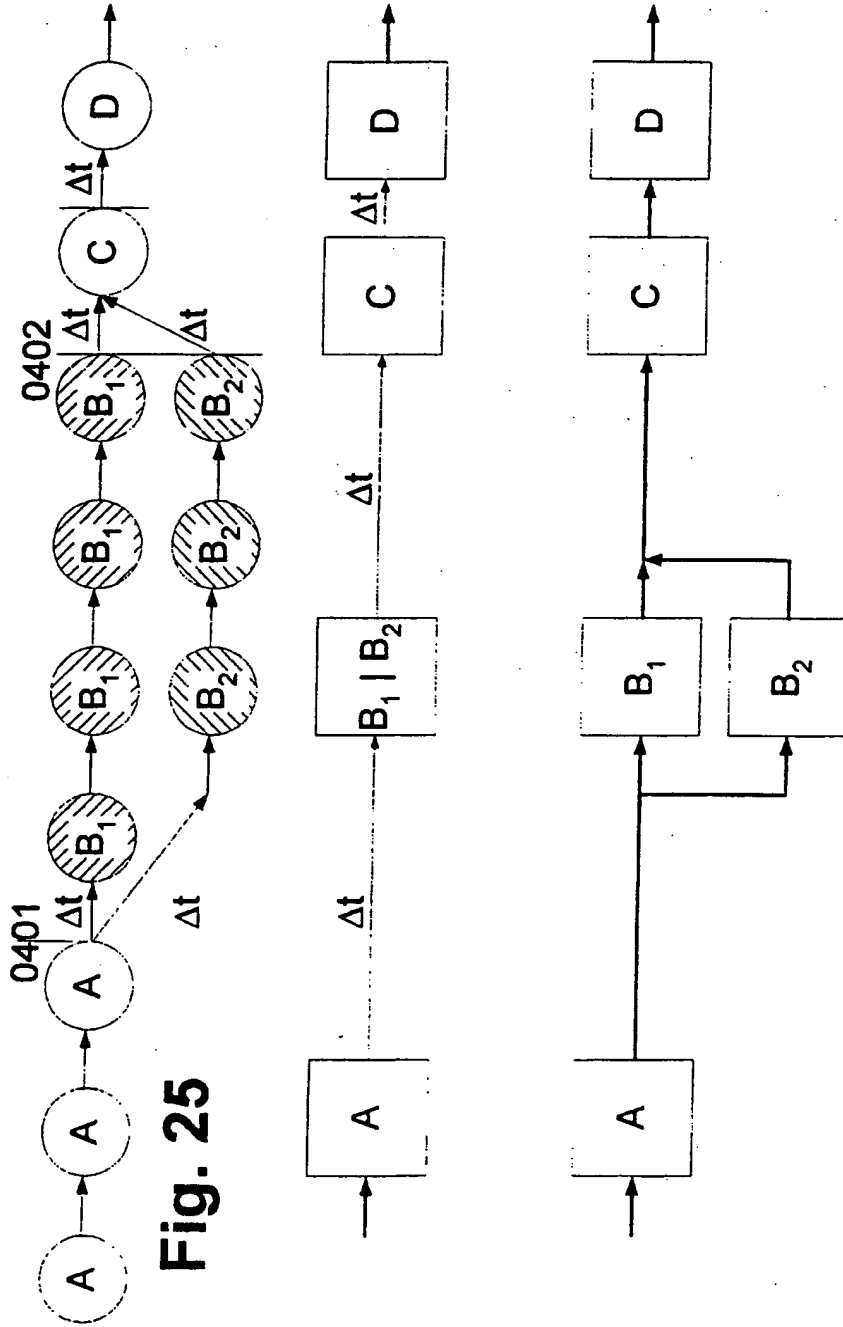 0401
0402
A
A
A
Δt
B₁
B₁
B₁
B₁
Δt
C
Δt
D
Δt
B₂
B₂
B₂
Δt
Fig. 25
A
Δt
B₁ | B₂
Δt
C
Δt
D
A
B₁
B₂
C
D